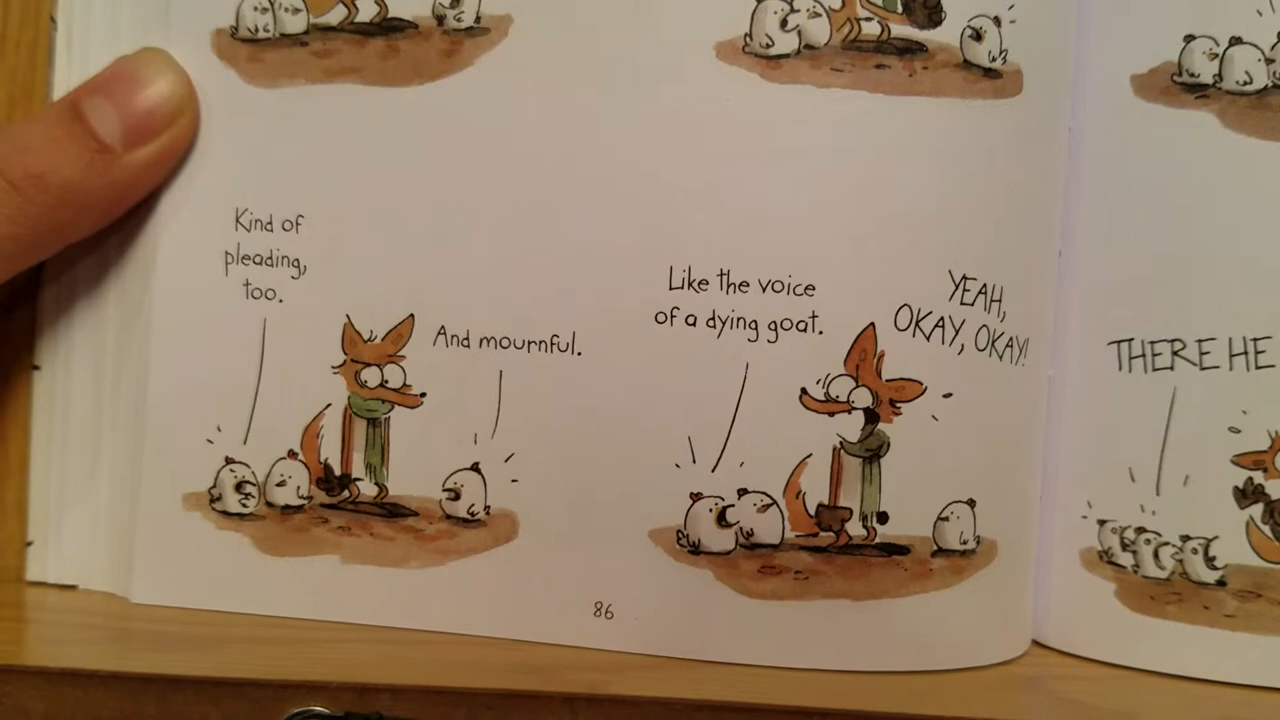 Kind of
pleading,
too.
And mournful.
Like the voice
of a dying goat.
YEAH,
OKAY, OKAY!
86
THERE HE